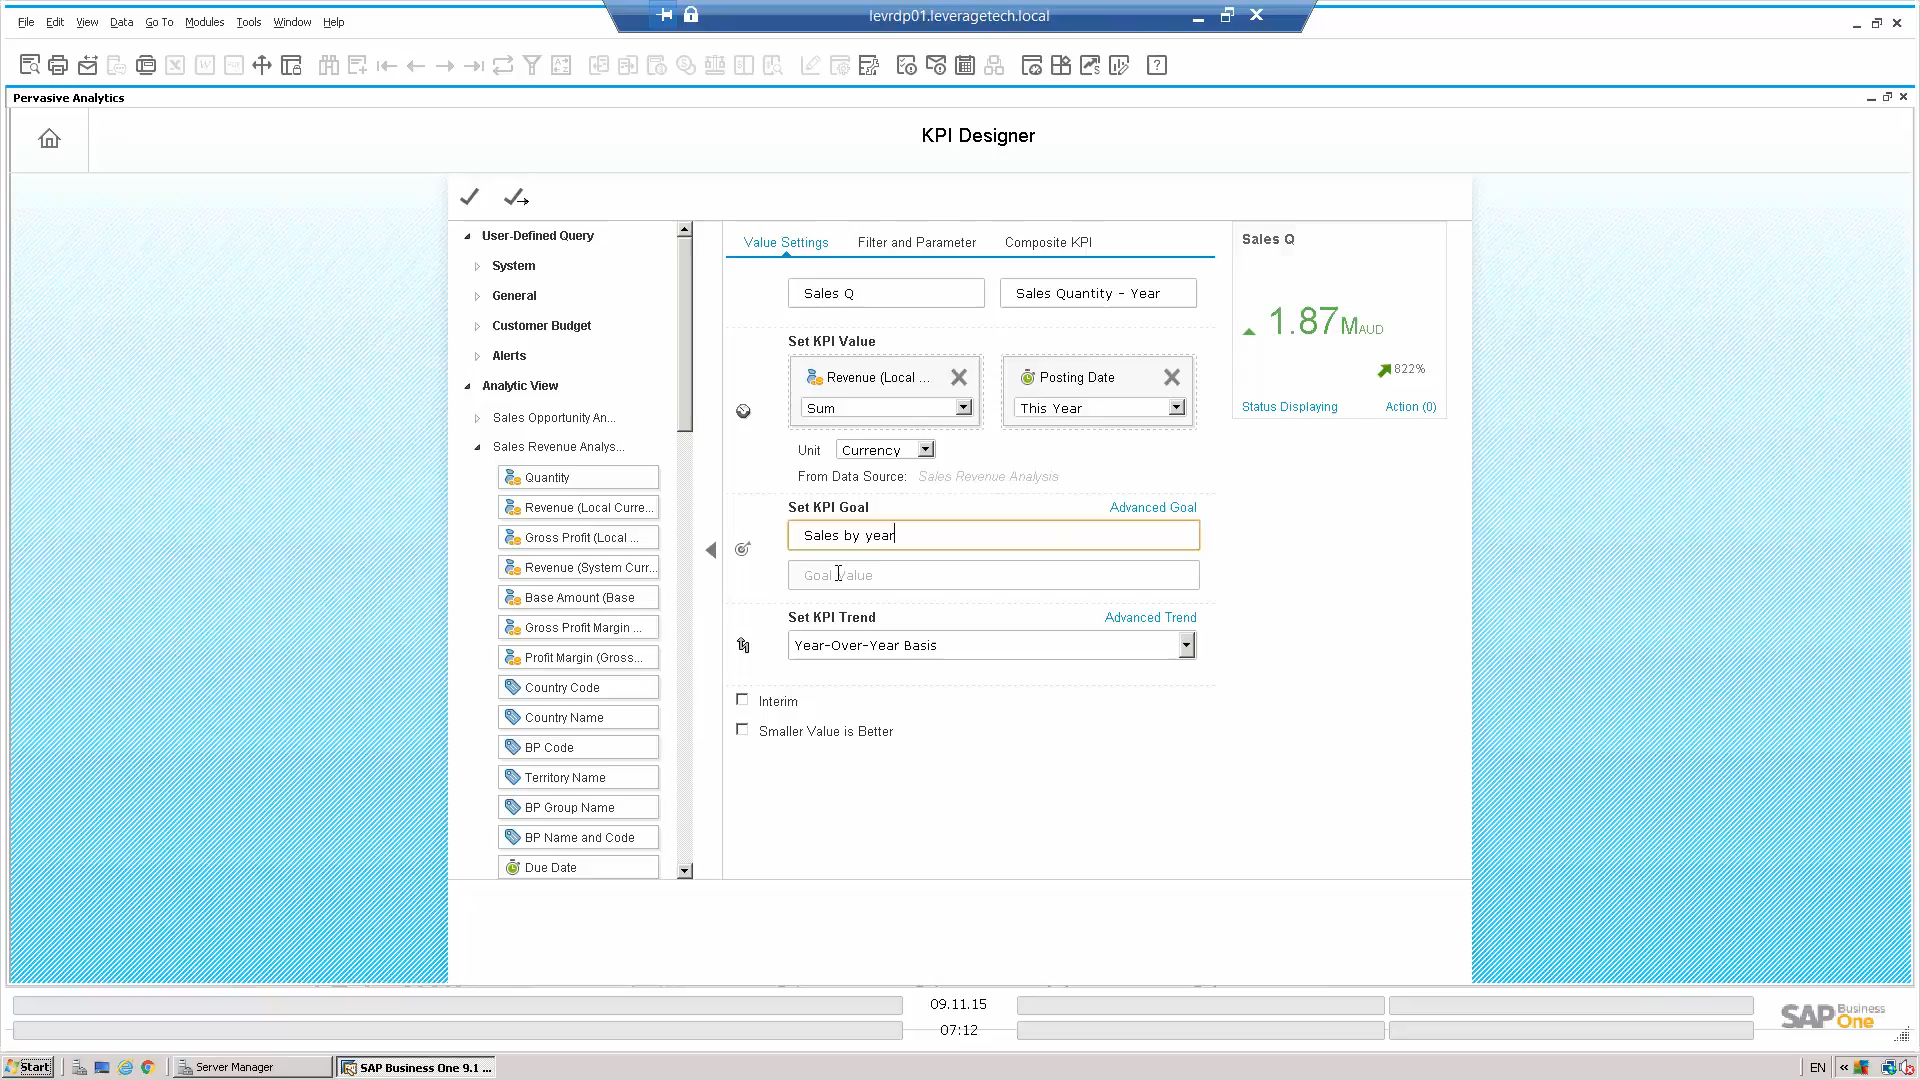 levrdp01.leveragetech.local
File Edit View Data Go To Modules Tools Window Help
Pervasive Analytics
KPI Designer
User-Defined Query
System
General
Customer Budget
Alerts
Analytic View
Sales Opportunity An...
Sales Revenue Analys...
Quantity
Revenue (Local Curre...
Gross Profit (Local ...
Revenue (System Curr...
Base Amount (Base
Gross Profit Margin ...
Profit Margin (Gross...
Country Code
Country Name
BP Code
Territory Name
BP Group Name
BP Name and Code
Due Date
Value Settings Filter and Parameter Composite KPI
Sales Q Sales Quantity - Year
Set KPI Value
Revenue (Local ... Posting Date
Sum This Year
Unit Currency
From Data Source: Sales Revenue Analysis
Set KPI Goal Advanced Goal
Sales by year
Goal Value
Set KPI Trend Advanced Trend
Year-Over-Year Basis
Interim
Smaller Value is Better
Sales Q
1.87MAUD
822%
Status Displaying Action (0)
09.11.15
07:12
SAP Business One
Start Server Manager SAP Business One 9.1 ... EN